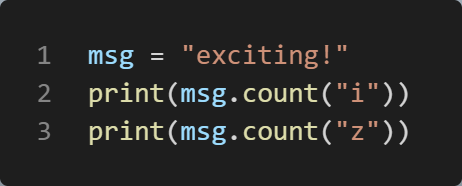 1 msg = "exciting!"
2 print(msg.count("i"))
3 print(msg.count("z"))